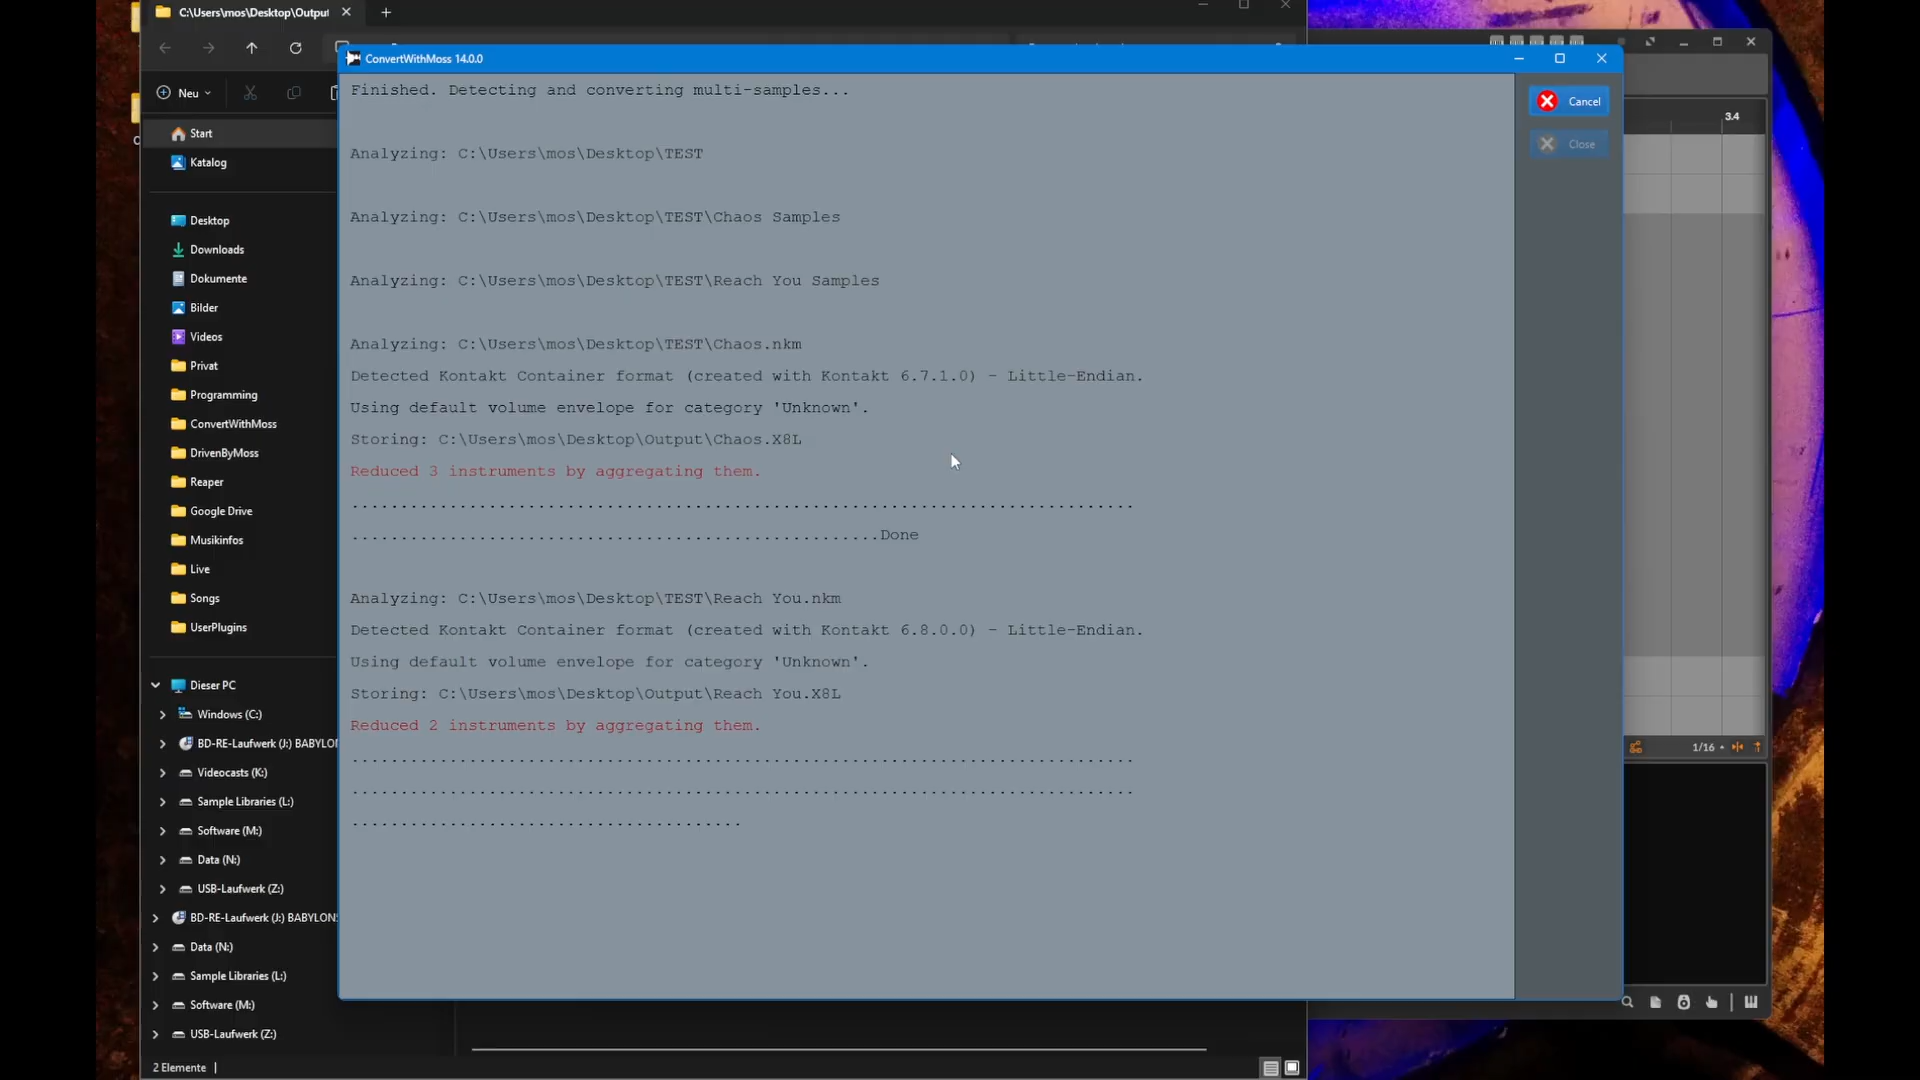 C:\Users\mos\Desktop\Output
Neu
Start
Katalog
Desktop
Downloads
Dokumente
Bilder
Videos
Privat
Programming
ConvertWithMoss
DrivenByMoss
Reaper
Google Drive
Musikinfos
Live
Songs
UserPlugins
Dieser PC
Windows (C:)
BD-RE-Laufwerk (J:) BABYLO
Videocasts (K:)
Sample Libraries (L:)
Software (M:)
Data (N:)
USB-Laufwerk (Z:)
BD-RE-Laufwerk (J:) BABYLON
Data (N:)
Sample Libraries (L:)
Software (M:)
USB-Laufwerk (Z:)
2 Elemente
ConvertWithMoss 14.0.0
Finished. Detecting and converting multi-samples...
Analyzing: C:\Users\mos\Desktop\TEST
Analyzing: C:\Users\mos\Desktop\TEST\Chaos Samples
Analyzing: C:\Users\mos\Desktop\TEST\Reach You Samples
Analyzing: C:\Users\mos\Desktop\TEST\Chaos.nkm
Detected Kontakt Container format (created with Kontakt 6.7.1.0) - Little-Endian.
Using default volume envelope for category 'Unknown'.
Storing: C:\Users\mos\Desktop\Output\Chaos.X8L
Reduced 3 instruments by aggregating them.
................................................................................
......................................................Done
Analyzing: C:\Users\mos\Desktop\TEST\Reach You.nkm
Detected Kontakt Container format (created with Kontakt 6.8.0.0) - Little-Endian.
Using default volume envelope for category 'Unknown'.
Storing: C:\Users\mos\Desktop\Output\Reach You.X8L
Reduced 2 instruments by aggregating them.
................................................................................
................................................................................
........................................
Cancel
Close
3.4
1/16